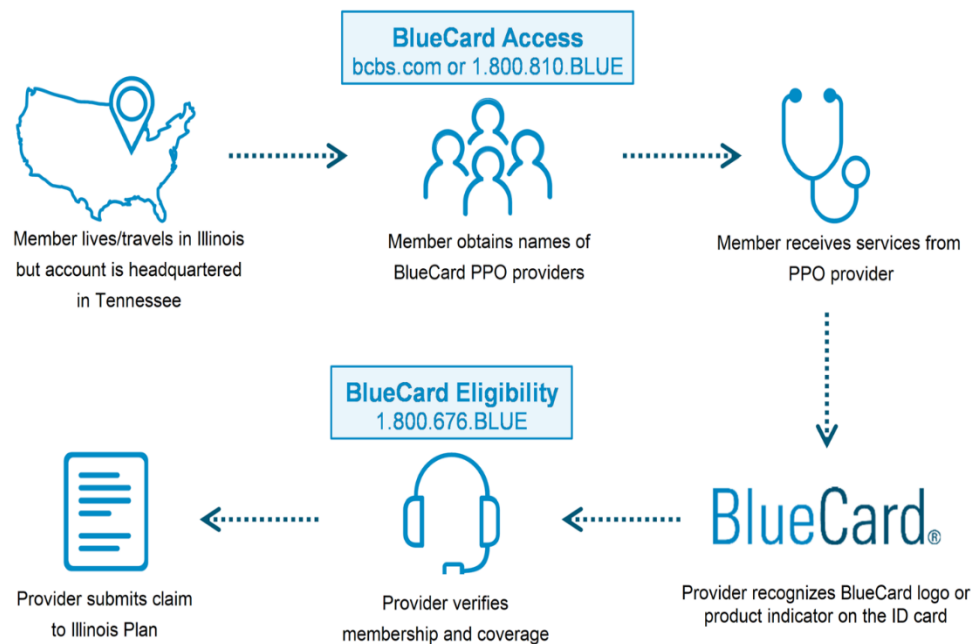 BlueCard Access
bcbs.com or 1.800.810.BLUE
Member lives/travels in Illinois
but account is headquartered
in Tennessee
Member obtains names of
BlueCard PPO providers
Member receives services from
PPO provider
BlueCard®
Provider recognizes BlueCard logo or
product indicator on the ID card
BlueCard Eligibility
1.800.676.BLUE
Provider verifies
membership and coverage
Provider submits claim
to Illinois Plan